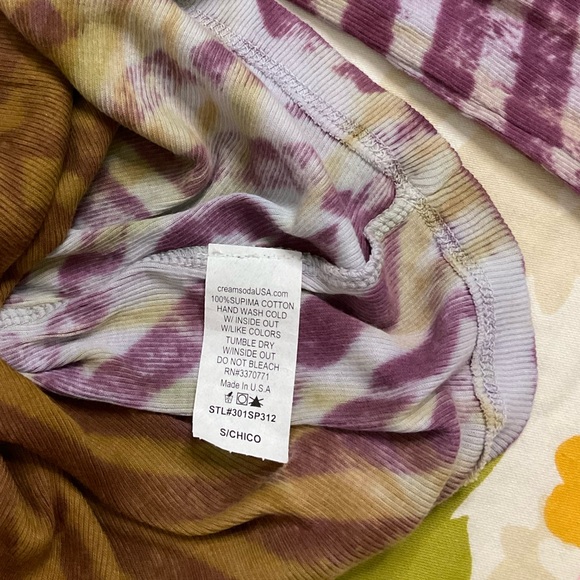 creamsodaUSA.com
100%SUPIMA COTTON
HAND WASH COLD
W/ INSIDE OUT
W/LIKE COLORS
TUMBLE DRY
W/INSIDE OUT
DO NOT BLEACH
RN#3370771
Made In U.S.A
STL#301SP312
S/CHICO